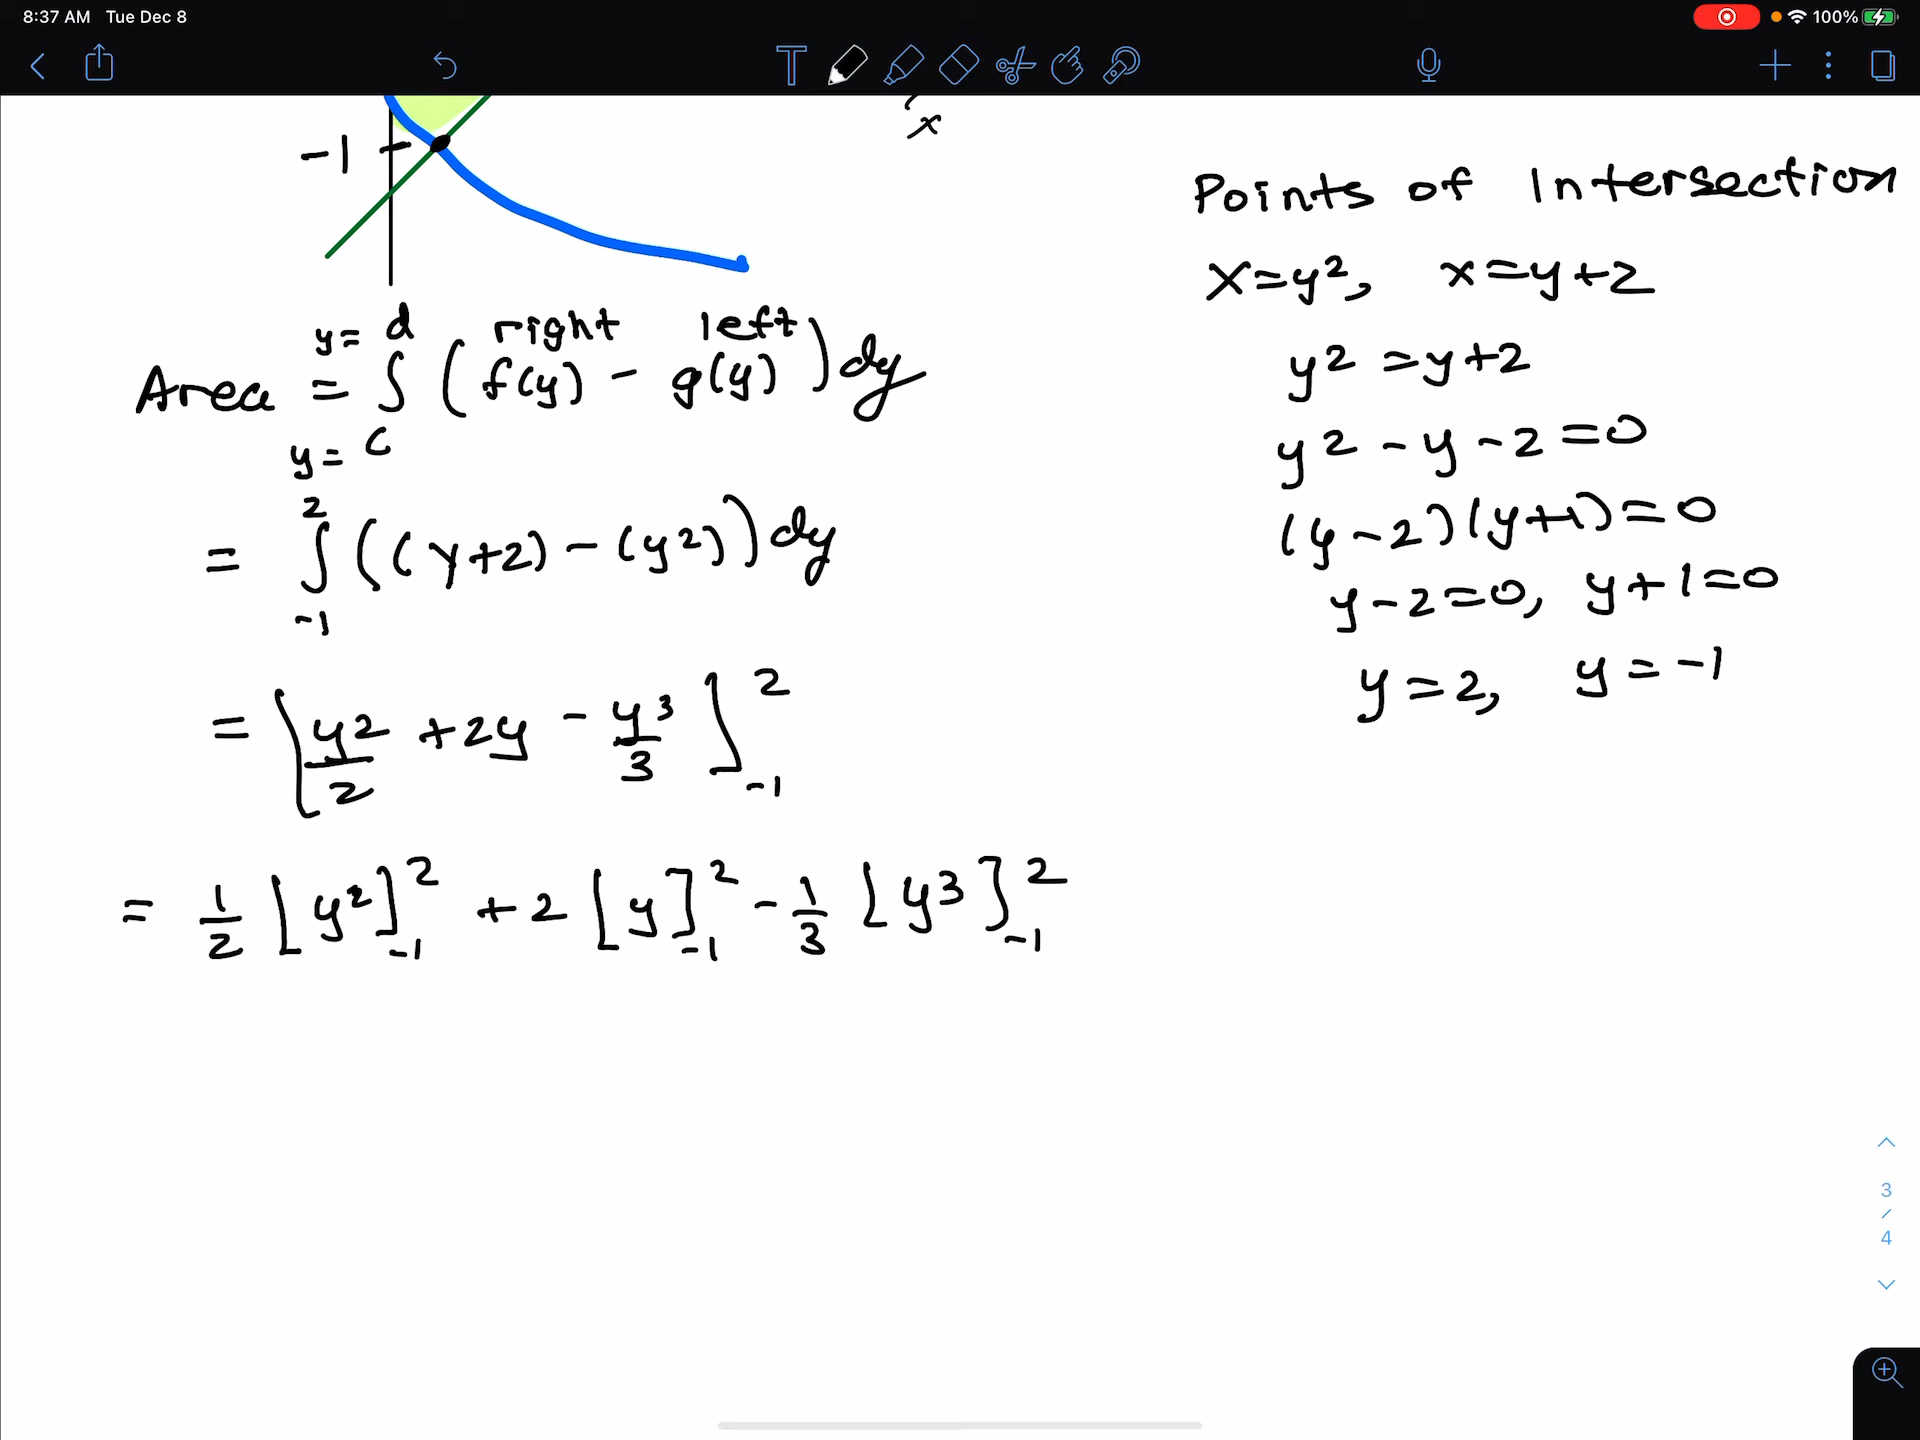 8:37 AM Tue Dec 8
100%
-1
x
Points of Intersection
x=y², x=y+2
y² =y+2
y² - y - 2 =0
(y-2)(y+1)=0
y-2=0, y+1=0
y=2, y=-1
Area = ∫_{y=c}^{y=d} ( f(y) - g(y) ) dy
right left
= ∫_{-1}^{2} ((y+2) - (y²)) dy
= [y²/2 + 2y - y³/3]_{-1}^{2}
= 1/2 [y²]_{-1}^{2} + 2 [y]_{-1}^{2} - 1/3 [y³]_{-1}^{2}
3
/
4